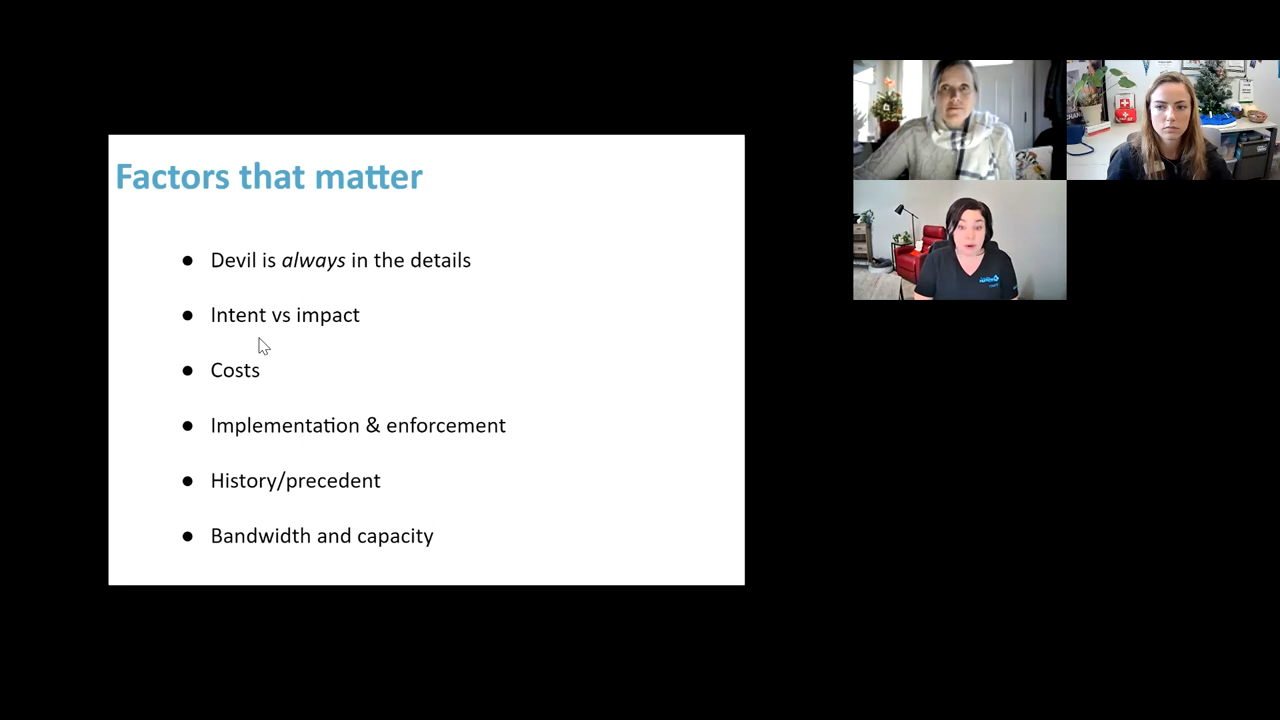 Factors that matter
● Devil is always in the details
● Intent vs impact
● Costs
● Implementation & enforcement
● History/precedent
● Bandwidth and capacity